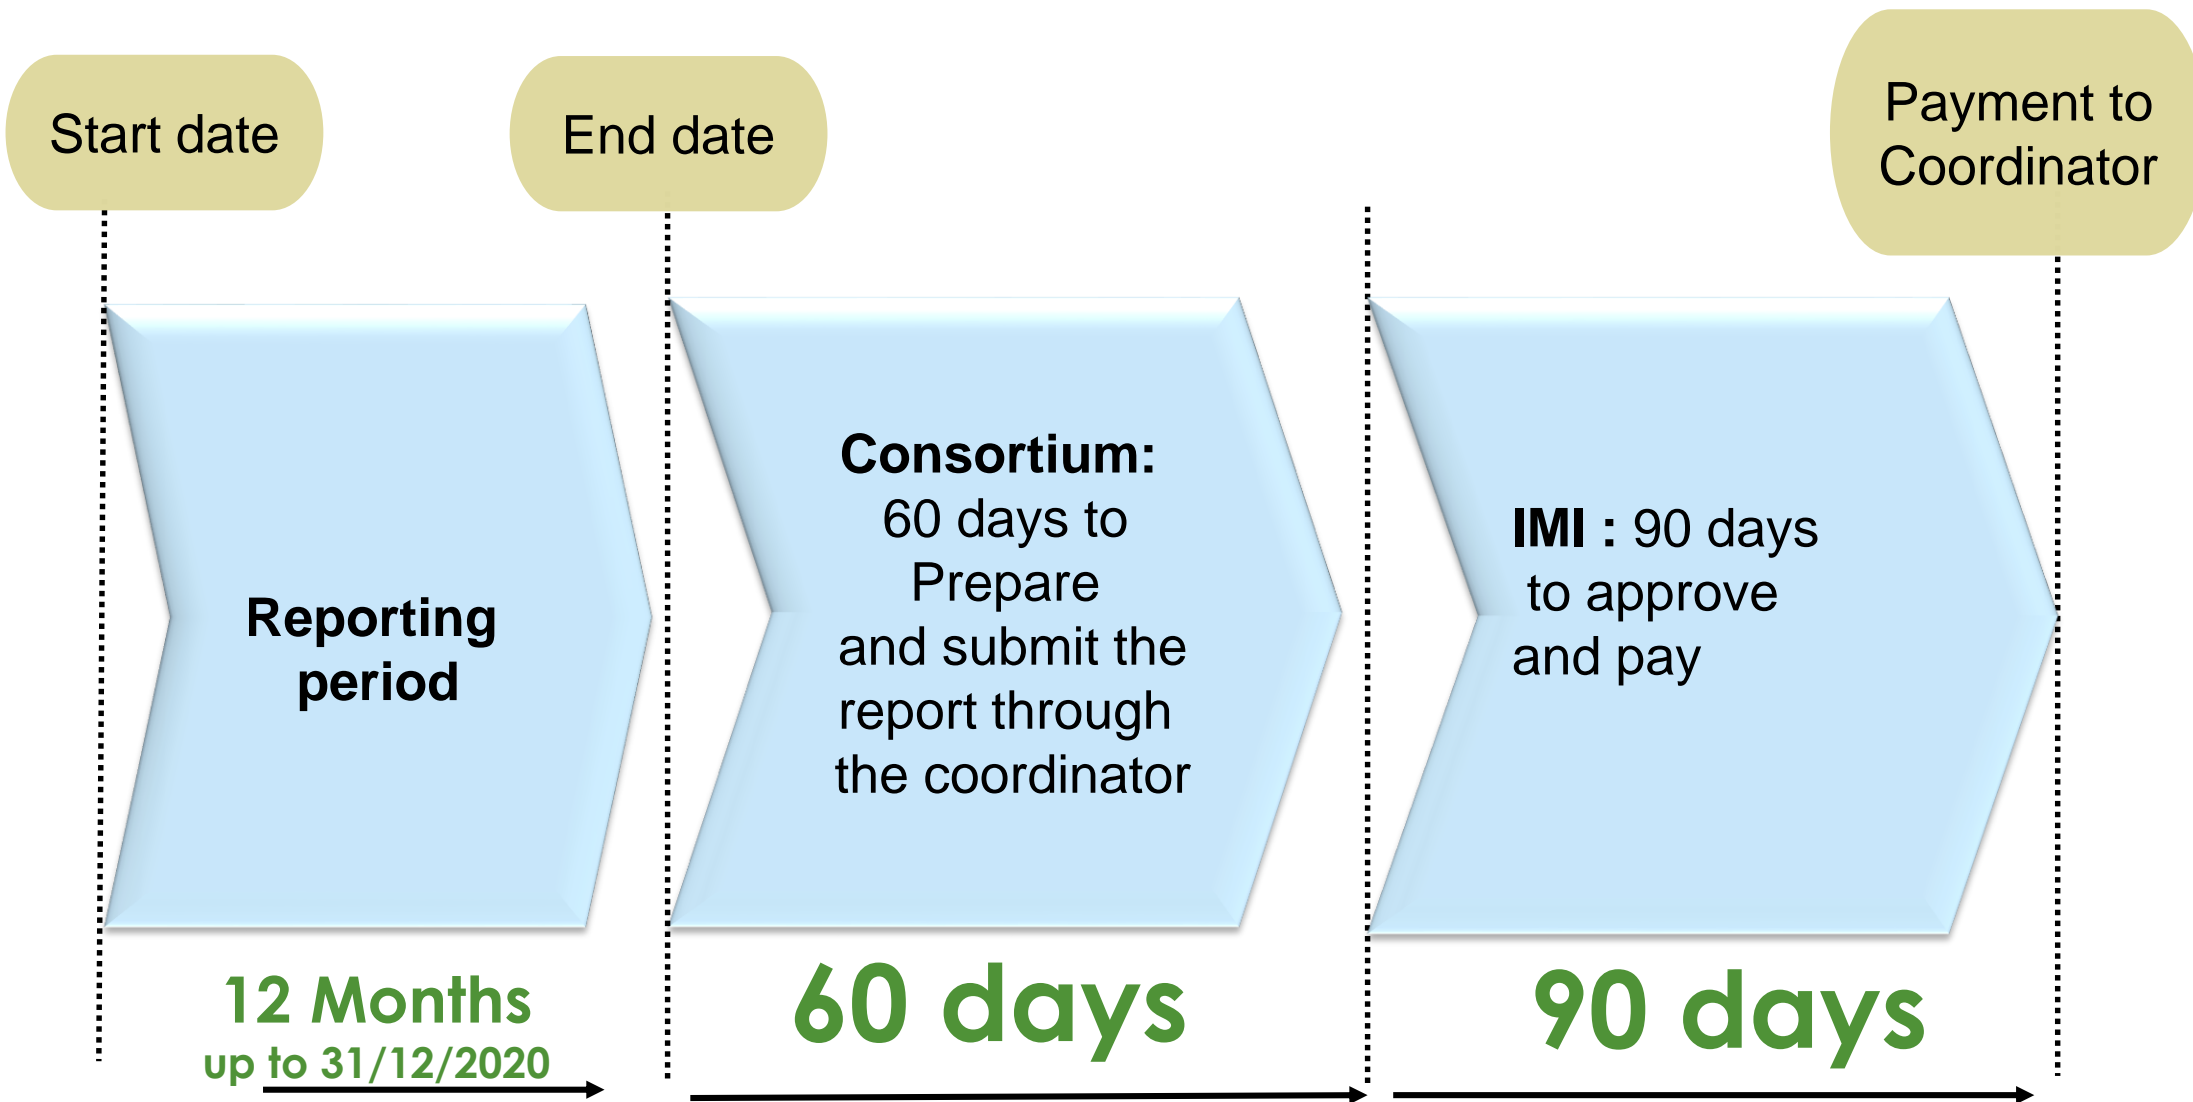 Start date
End date
Payment to
Coordinator
Reporting
period
Consortium:
60 days to
Prepare
and submit the
report through
the coordinator
IMI : 90 days
to approve
and pay
12 Months
up to 31/12/2020
60 days
90 days